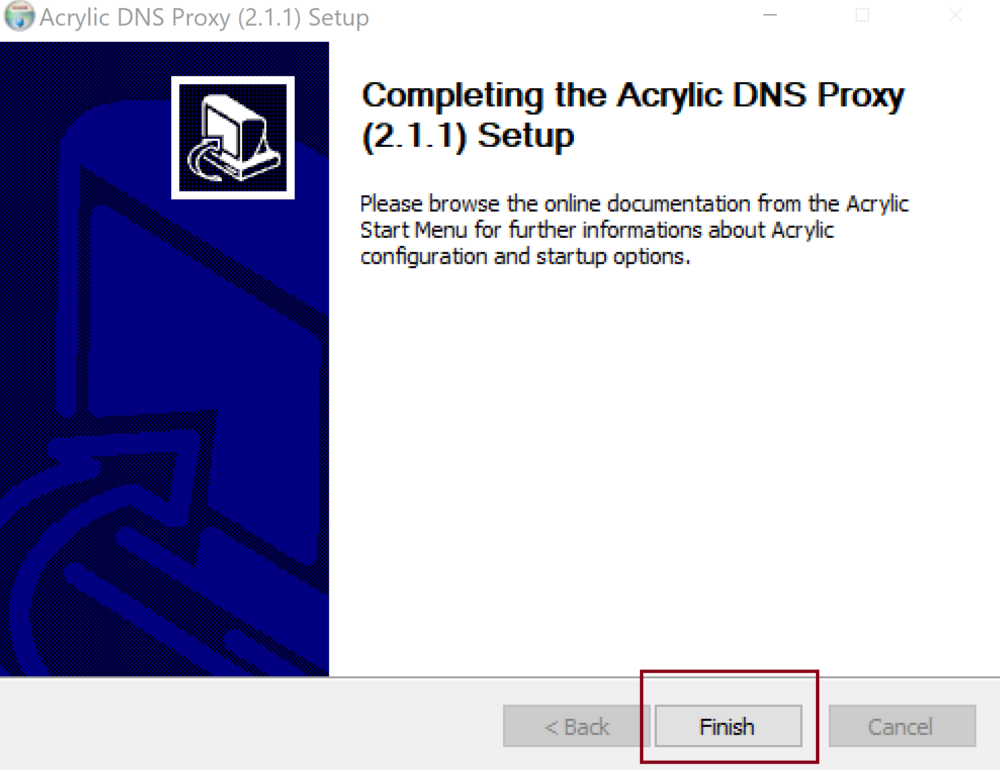 Acrylic DNS Proxy (2.1.1) Setup
Completing the Acrylic DNS Proxy
(2.1.1) Setup
Please browse the online documentation from the Acrylic
Start Menu for further informations about Acrylic
configuration and startup options.
< Back Finish Cancel